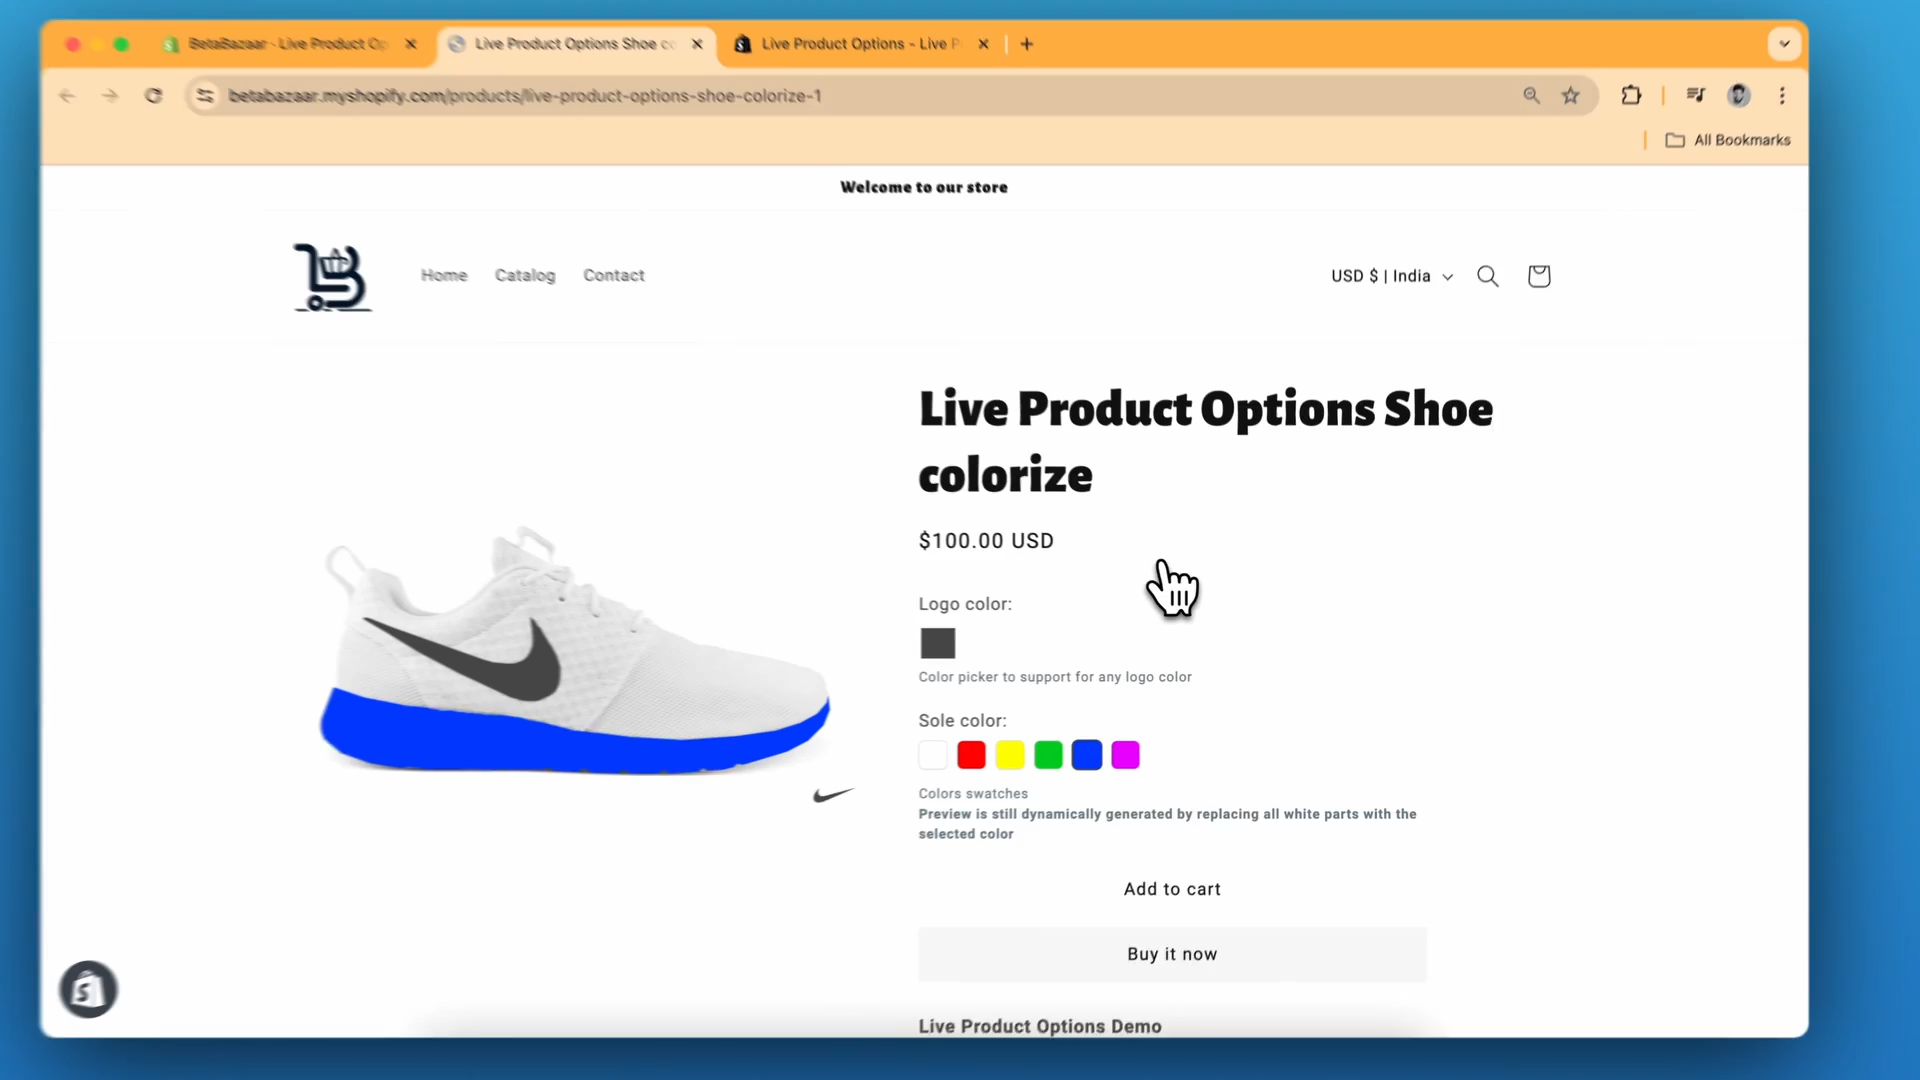 BetaBazaar - Live Product Op
Live Product Options Shoe co
Live Product Options - Live P
betabazaar.myshopify.com/products/live-product-options-shoe-colorize-1
All Bookmarks
Welcome to our store
Home
Catalog
Contact
USD $ | India
Live Product Options Shoe
colorize
$100.00 USD
Logo color:
Color picker to support for any logo color
Sole color:
Colors swatches
Preview is still dynamically generated by replacing all white parts with the
selected color
Add to cart
Buy it now
Live Product Options Demo